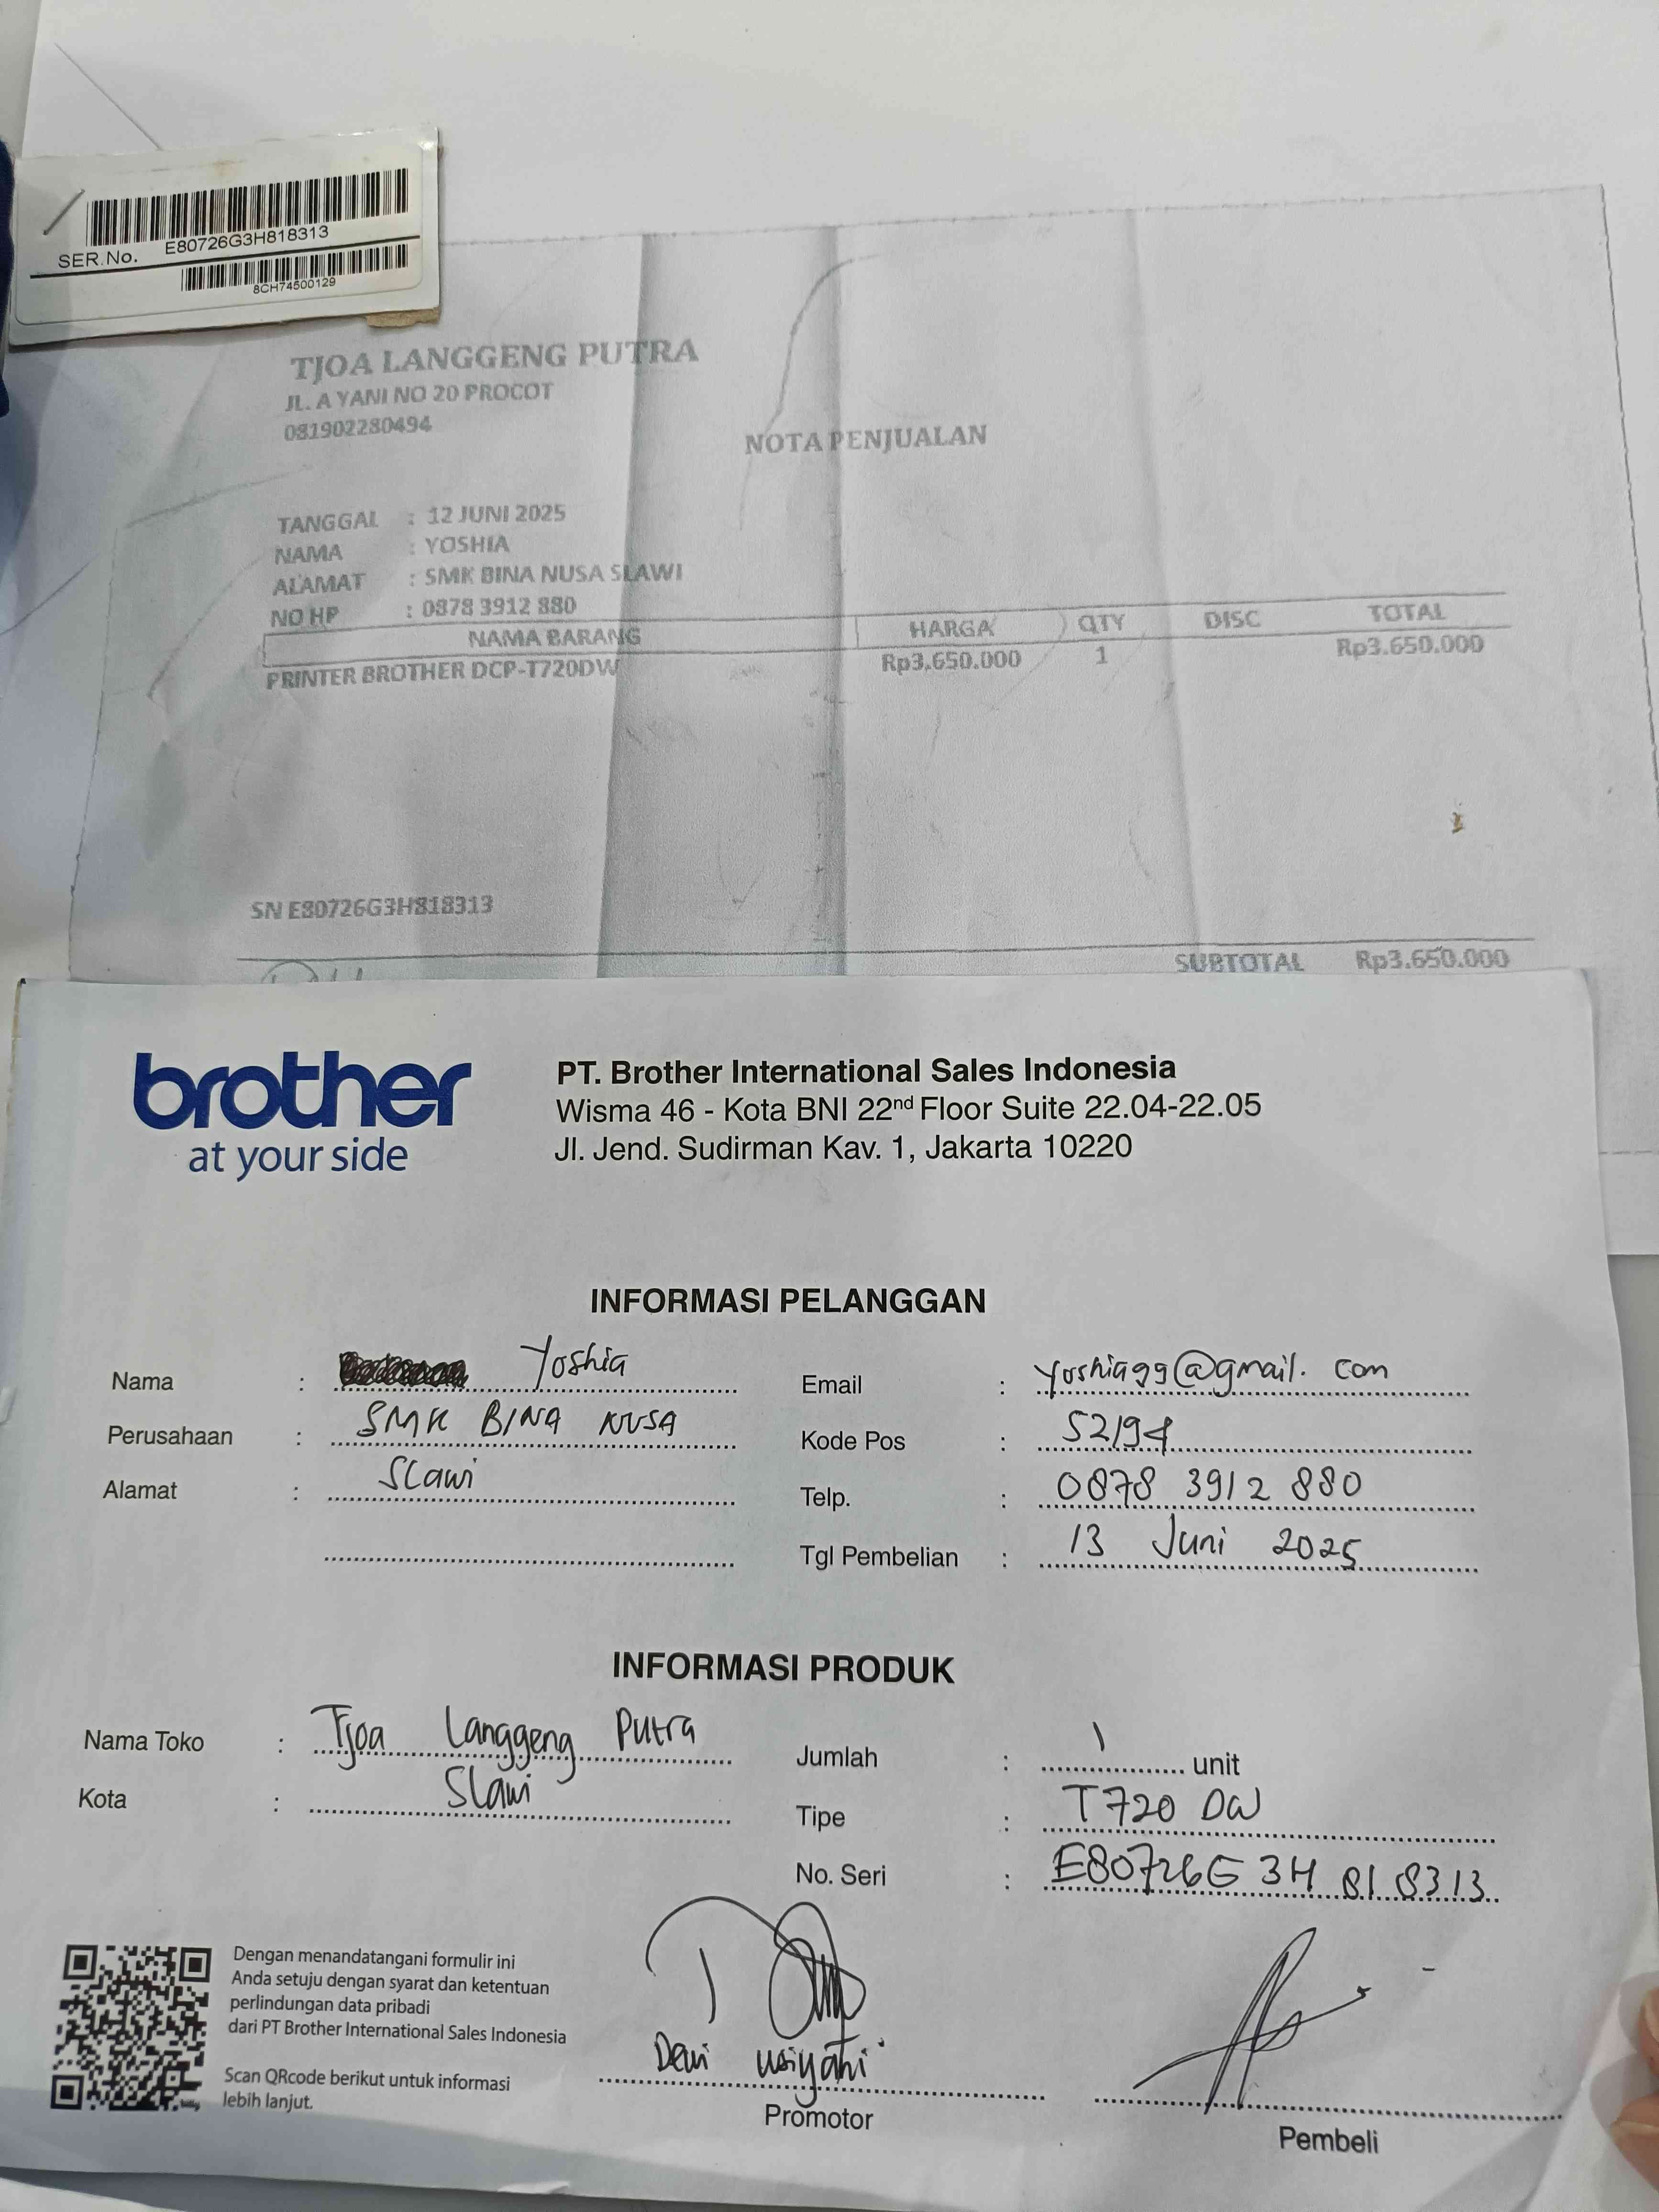 E80726G3H818313
SER.No.
8CH74500129
TJOA LANGGENG PUTRA
JL. A YANI NO 20 PROCOT
081902280494
NOTA PENJUALAN
TANGGAL : 12 JUNI 2025
NAMA : YOSHIA
ALAMAT : SMK BINA NUSA SLAWI
NO HP : 0878 3912 880
NAMA BARANG HARGA QTY DISC TOTAL
PRINTER BROTHER DCP-T720DW Rp3.650.000 1 Rp3.650.000
SN E80726G3H818313
SUBTOTAL Rp3.650.000
brother
at your side
PT. Brother International Sales Indonesia
Wisma 46 - Kota BNI 22nd Floor Suite 22.04-22.05
Jl. Jend. Sudirman Kav. 1, Jakarta 10220
INFORMASI PELANGGAN
Nama : Yoshia
Perusahaan : SMK BINA NUSA
Alamat : Slawi
Email : yoshiagg@gmail.com
Kode Pos : 52194
Telp. : 0878 3912 880
Tgl Pembelian : 13 Juni 2025
INFORMASI PRODUK
Nama Toko : Tjoa Langgeng Putra
Kota : Slawi
Jumlah : 1 unit
Tipe : T720 DW
No. Seri : E80726G3H818313
Dengan menandatangani formulir ini
Anda setuju dengan syarat dan ketentuan
perlindungan data pribadi
dari PT Brother International Sales Indonesia
Scan QRcode berikut untuk informasi
lebih lanjut.
Dewi
Promotor
Pembeli